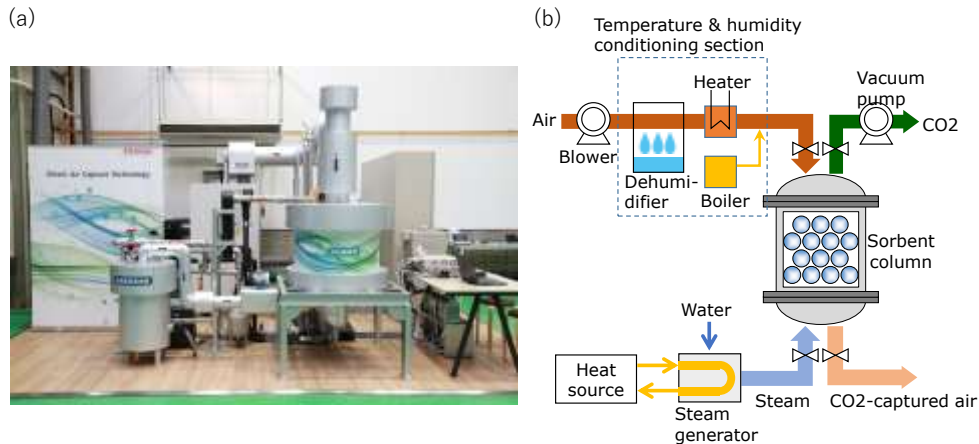 (a)
Direct Air Capture Technology
(b)
Temperature & humidity
conditioning section
Heater
Vacuum
pump
Air
CO2
Blower
Dehumi-
difier
Boiler
Sorbent
column
Water
Heat
source
Steam
generator
Steam
CO2-captured air